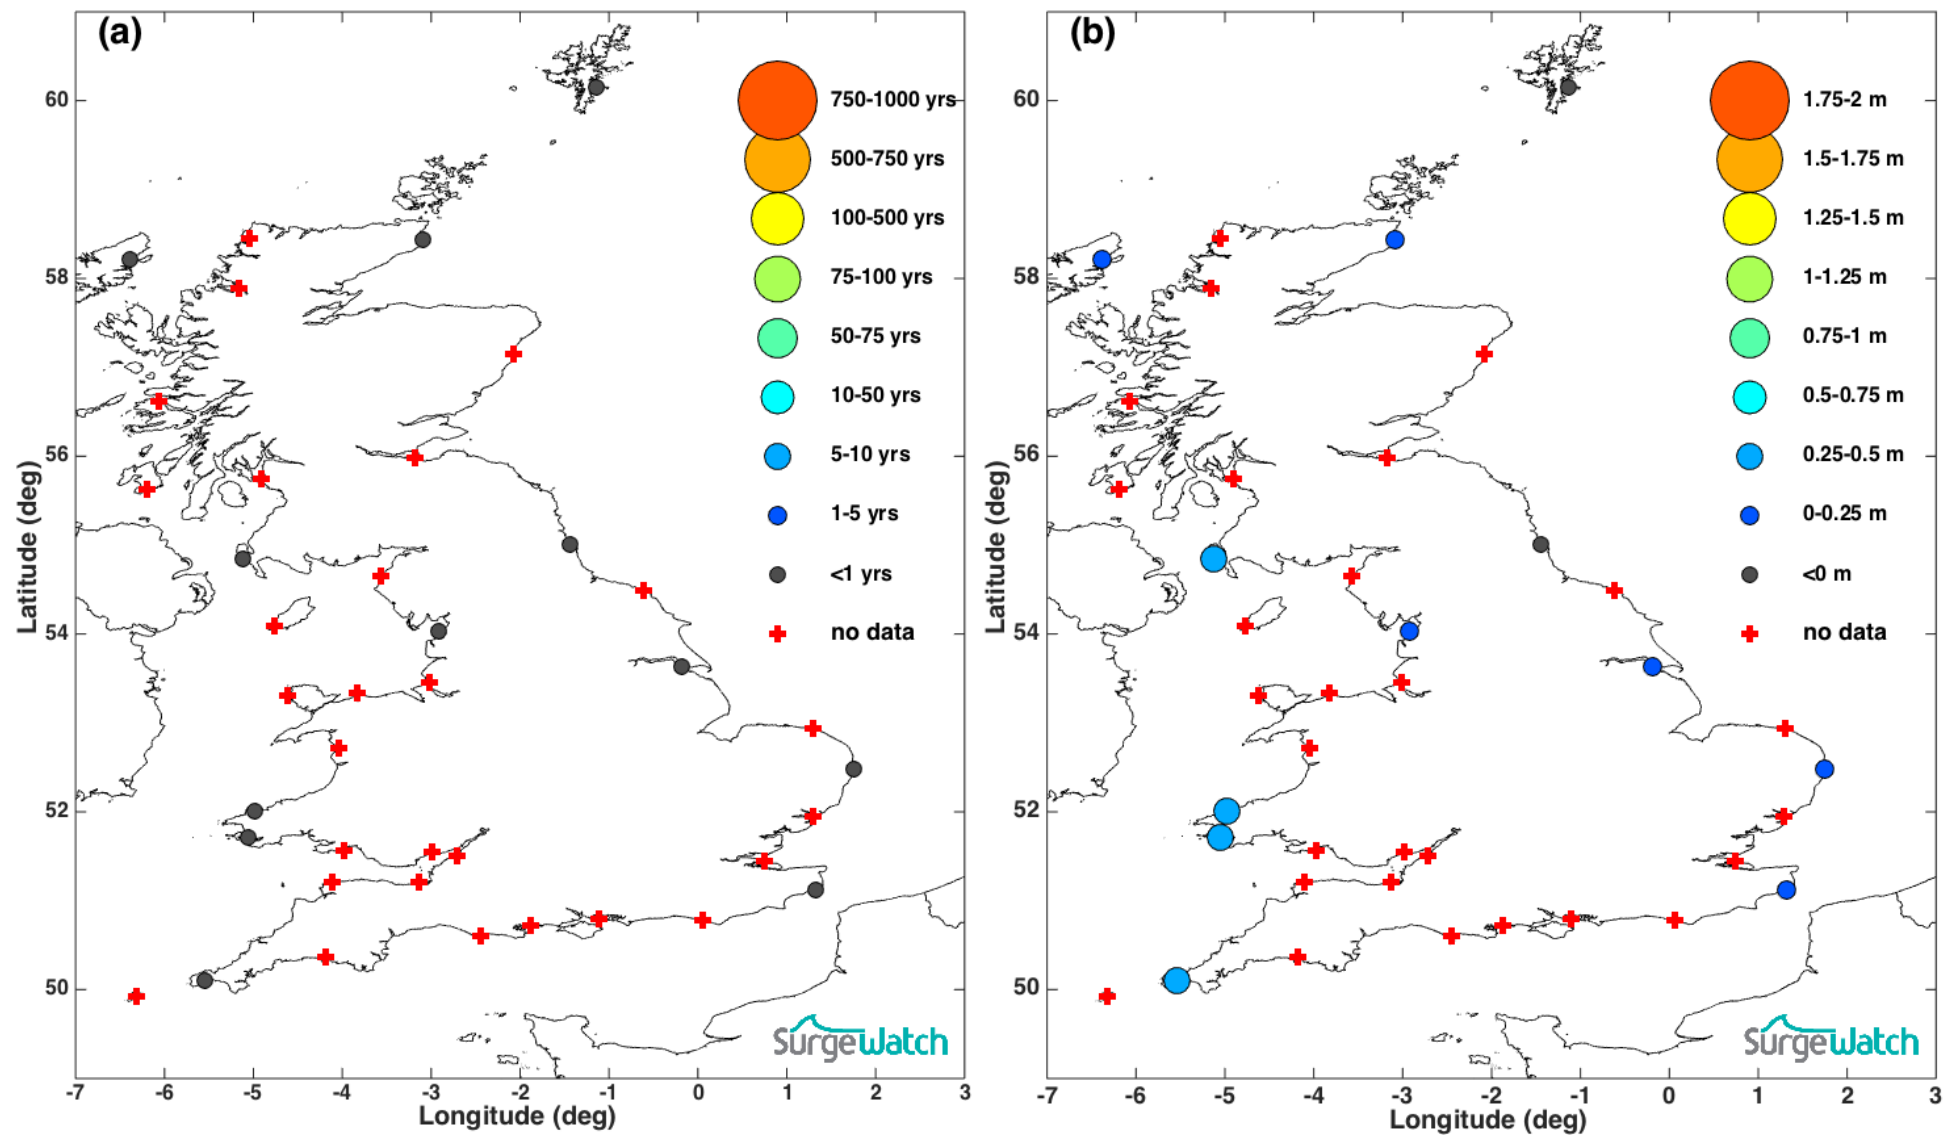 (a)
750-1000 yrs
500-750 yrs
100-500 yrs
75-100 yrs
50-75 yrs
10-50 yrs
5-10 yrs
1-5 yrs
<1 yrs
no data
60
58
56
54
52
50
Latitude (deg)
-7 -6 -5 -4 -3 -2 -1 0 1 2 3
Longitude (deg)
SurgeWatch
(b)
1.75-2 m
1.5-1.75 m
1.25-1.5 m
1-1.25 m
0.75-1 m
0.5-0.75 m
0.25-0.5 m
0-0.25 m
<0 m
no data
60
58
56
54
52
50
Latitude (deg)
-7 -6 -5 -4 -3 -2 -1 0 1 2 3
Longitude (deg)
SurgeWatch